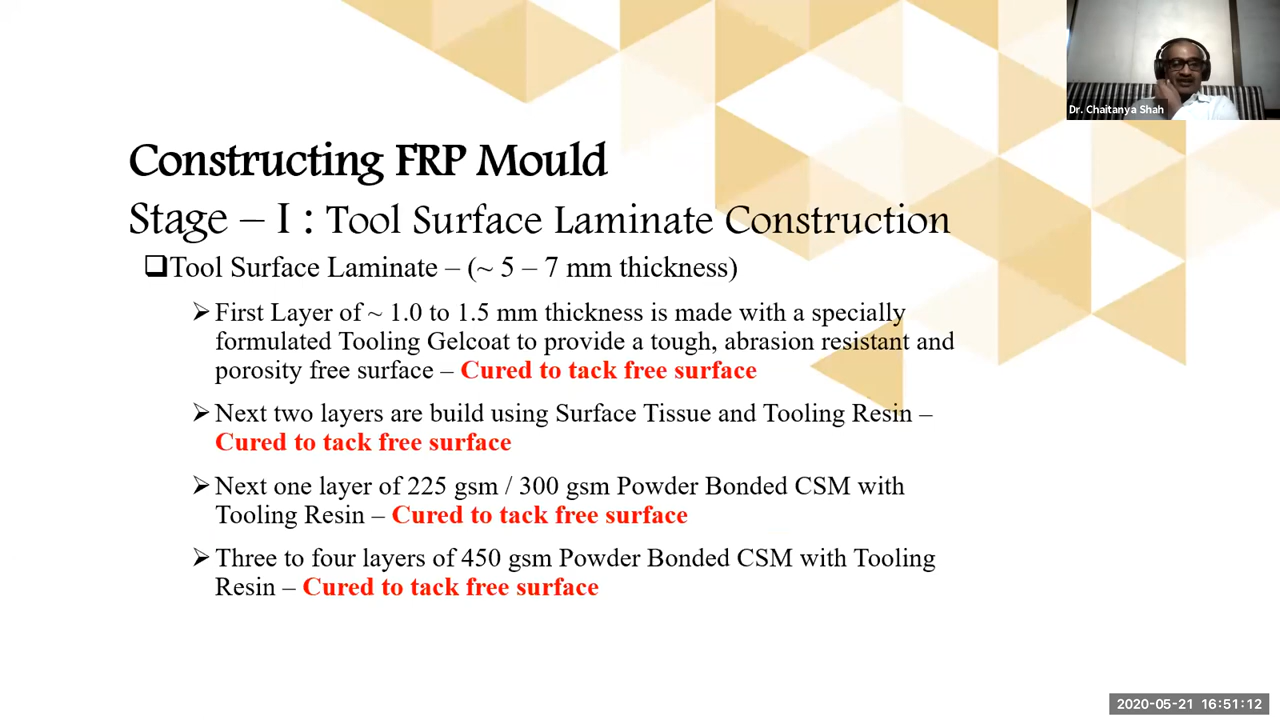 Dr. Chaitanya Shah
Constructing FRP Mould
Stage – I : Tool Surface Laminate Construction
❑Tool Surface Laminate – (~ 5 – 7 mm thickness)
➢First Layer of ~ 1.0 to 1.5 mm thickness is made with a specially
formulated Tooling Gelcoat to provide a tough, abrasion resistant and
porosity free surface – Cured to tack free surface
➢Next two layers are build using Surface Tissue and Tooling Resin –
Cured to tack free surface
➢Next one layer of 225 gsm / 300 gsm Powder Bonded CSM with
Tooling Resin – Cured to tack free surface
➢Three to four layers of 450 gsm Powder Bonded CSM with Tooling
Resin – Cured to tack free surface
2020-05-21 16:51:12